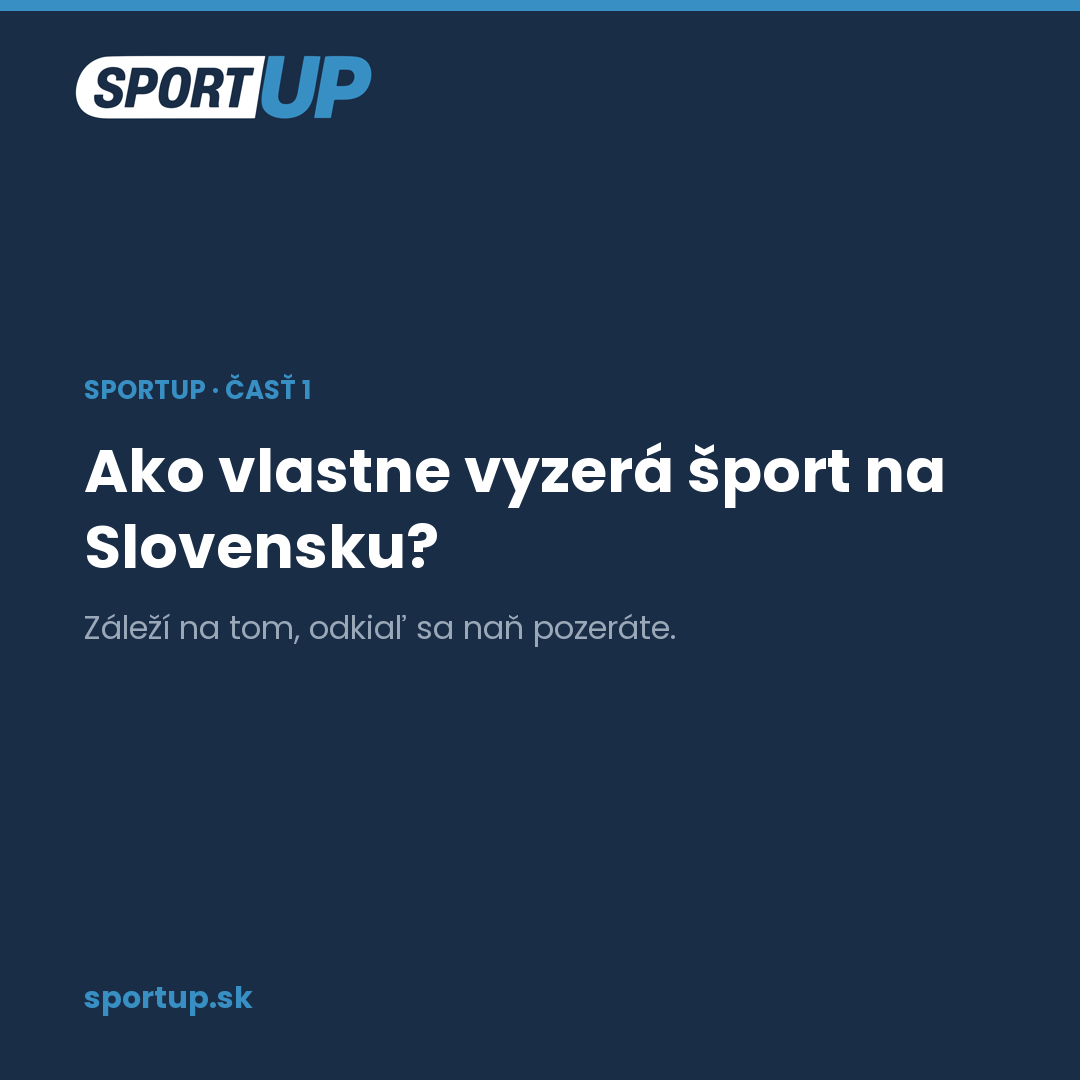 SPORTUP
SPORTUP · ČASŤ 1
Ako vlastne vyzerá šport na
Slovensku?
Záleží na tom, odkiaľ sa naň pozeráte.
sportup.sk